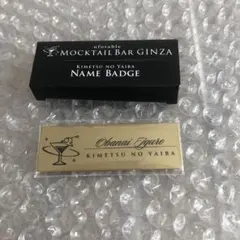 ufotable
MOCKTAIL BAR GINZA
KIMETSU NO YAIBA
NAME BADGE
Obanai Iguro
KIMETSU NO YAIBA